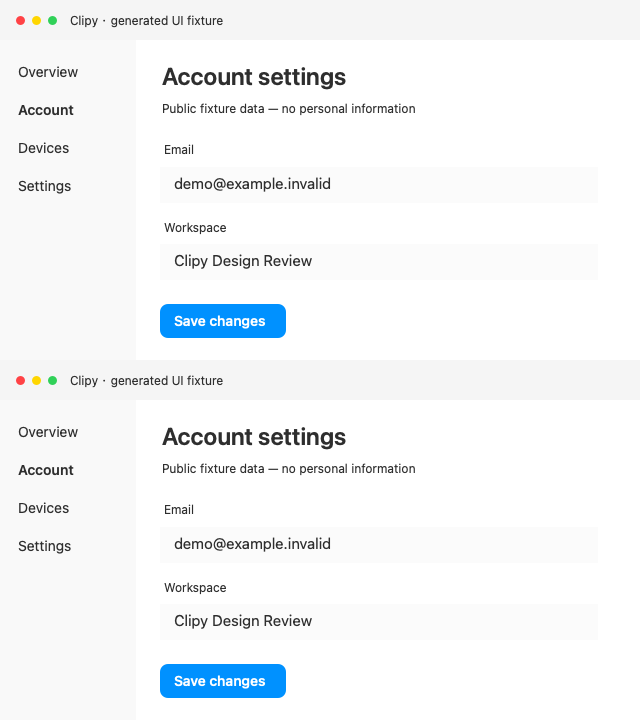 Clipy · generated UI fixture
Overview
Account
Devices
Settings
Account settings
Public fixture data — no personal information
Email
demo@example.invalid
Workspace
Clipy Design Review
Save changes
Clipy · generated UI fixture
Overview
Account
Devices
Settings
Account settings
Public fixture data — no personal information
Email
demo@example.invalid
Workspace
Clipy Design Review
Save changes